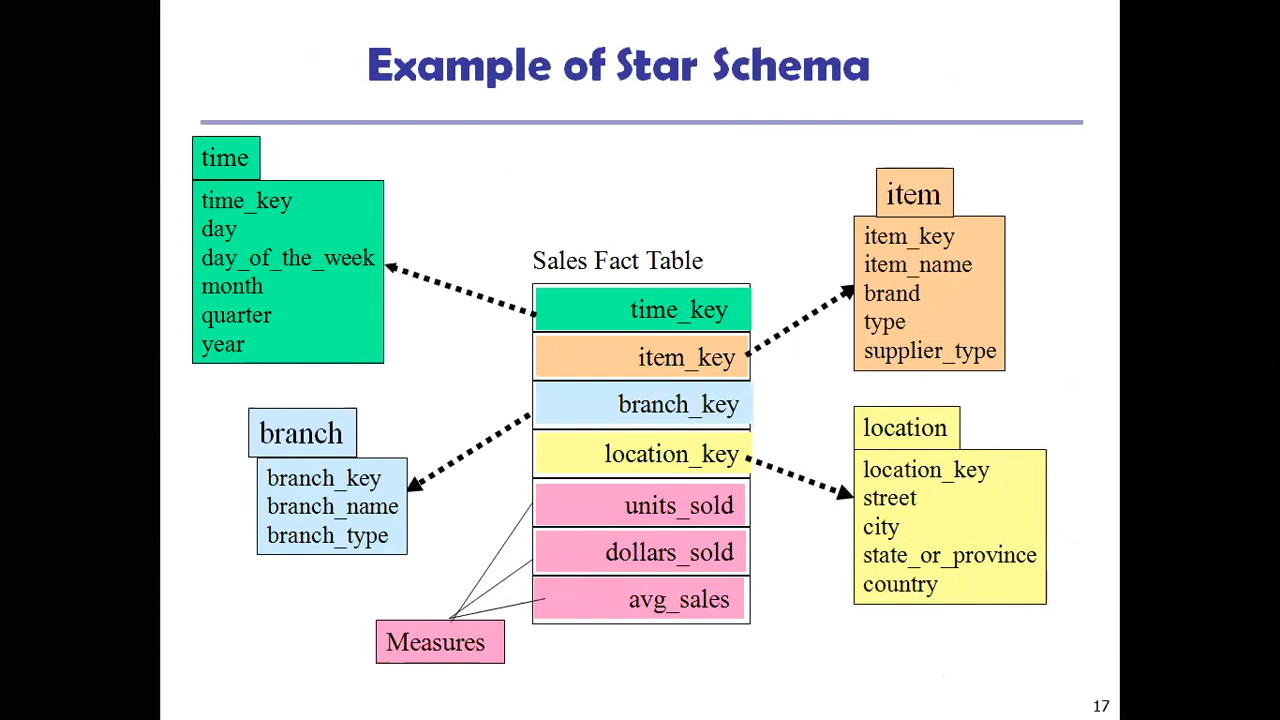 Example of Star Schema
time
time_key
day
day_of_the_week
month
quarter
year
item
item_key
item_name
brand
type
supplier_type
Sales Fact Table
time_key
item_key
branch_key
location_key
units_sold
dollars_sold
avg_sales
branch
branch_key
branch_name
branch_type
location
location_key
street
city
state_or_province
country
Measures
17